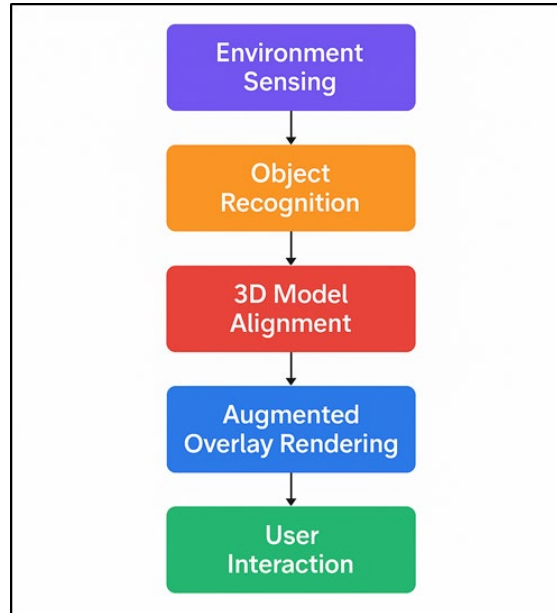 Environment
Sensing
Object
Recognition
3D Model
Alignment
Augmented
Overlay Rendering
User
Interaction